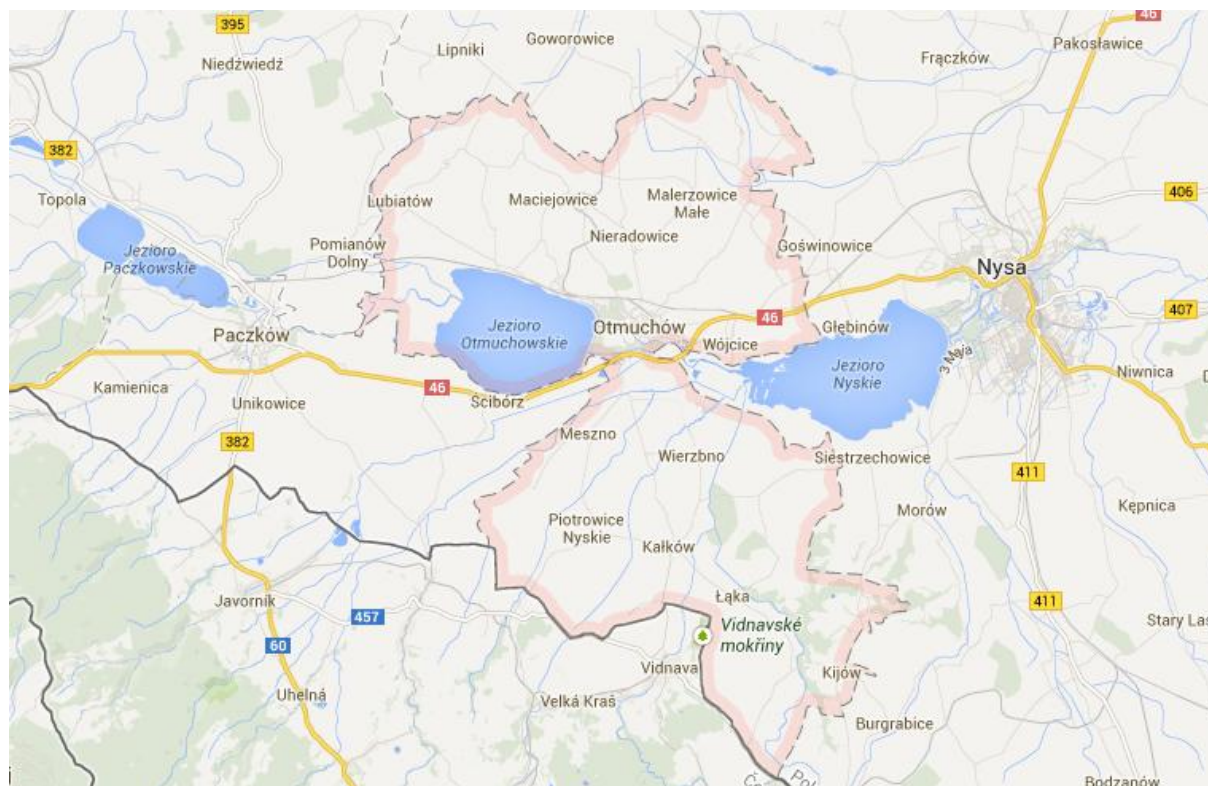 395
46
Lipniki
Goworowice
Pakosławice
Niedźwiedź
Frączków
382
Topola
Lubiatów
Maciejowice
Malerzowice
Małe
406
Jezioro
Paczkowskie
Pomianów
Dolny
Nieradowice
Goświnowice
Nysa
407
Paczków
Jezioro
Otmuchowskie
Otmuchów
46
Wójcice
Głębinów
Jezioro
Nyskie
3 Maja
Niwnica
Kamienica
46
Unikowice
Ścibórz
382
Meszno
Wierzbno
Siestrzechowice
411
Kępnica
Piotrowice
Nyskie
Morów
Kałków
Javorník
457
Łąka
411
Vidnavské
mokřiny
Stary Las
60
Vidnava
Kijów
Uhelná
Velká Kraš
Burgrabice
Bodzanów